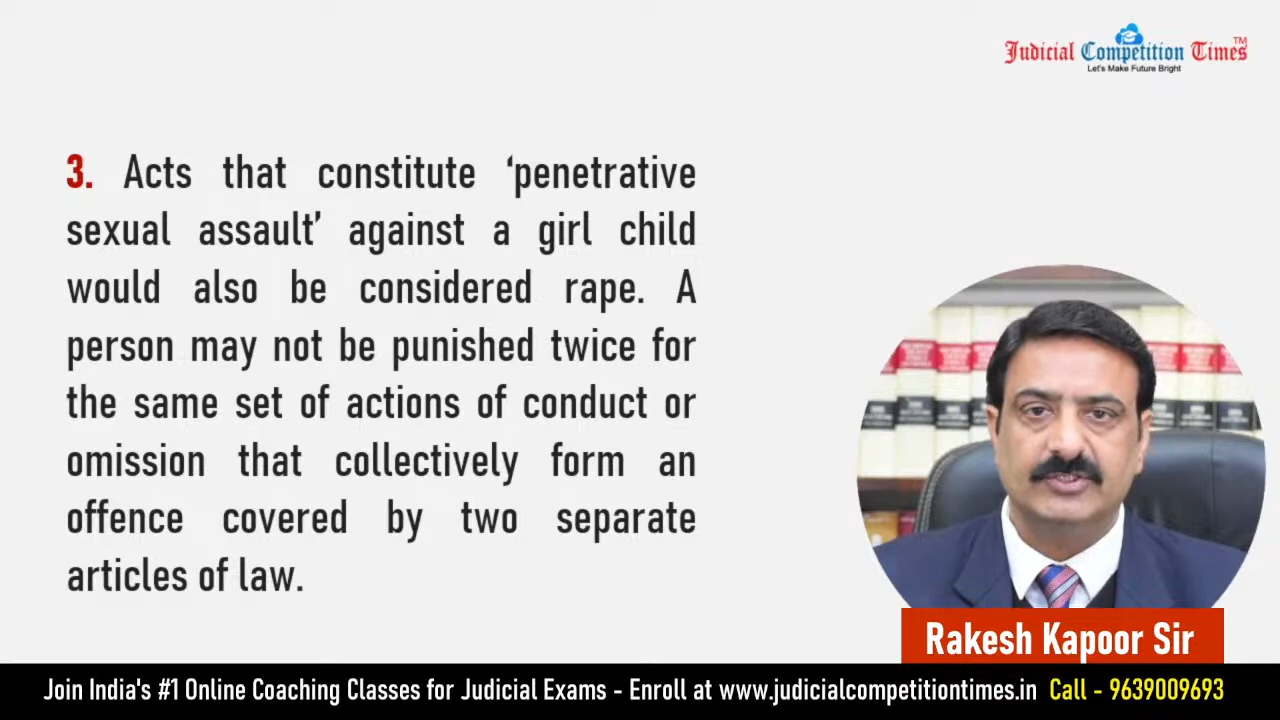 Judicial Competition Times™
Let's Make Future Bright
3. Acts that constitute ‘penetrative
sexual assault’ against a girl child
would also be considered rape. A
person may not be punished twice for
the same set of actions of conduct or
omission that collectively form an
offence covered by two separate
articles of law.
Rakesh Kapoor Sir
Join India's #1 Online Coaching Classes for Judicial Exams - Enroll at www.judicialcompetitiontimes.in Call - 9639009693